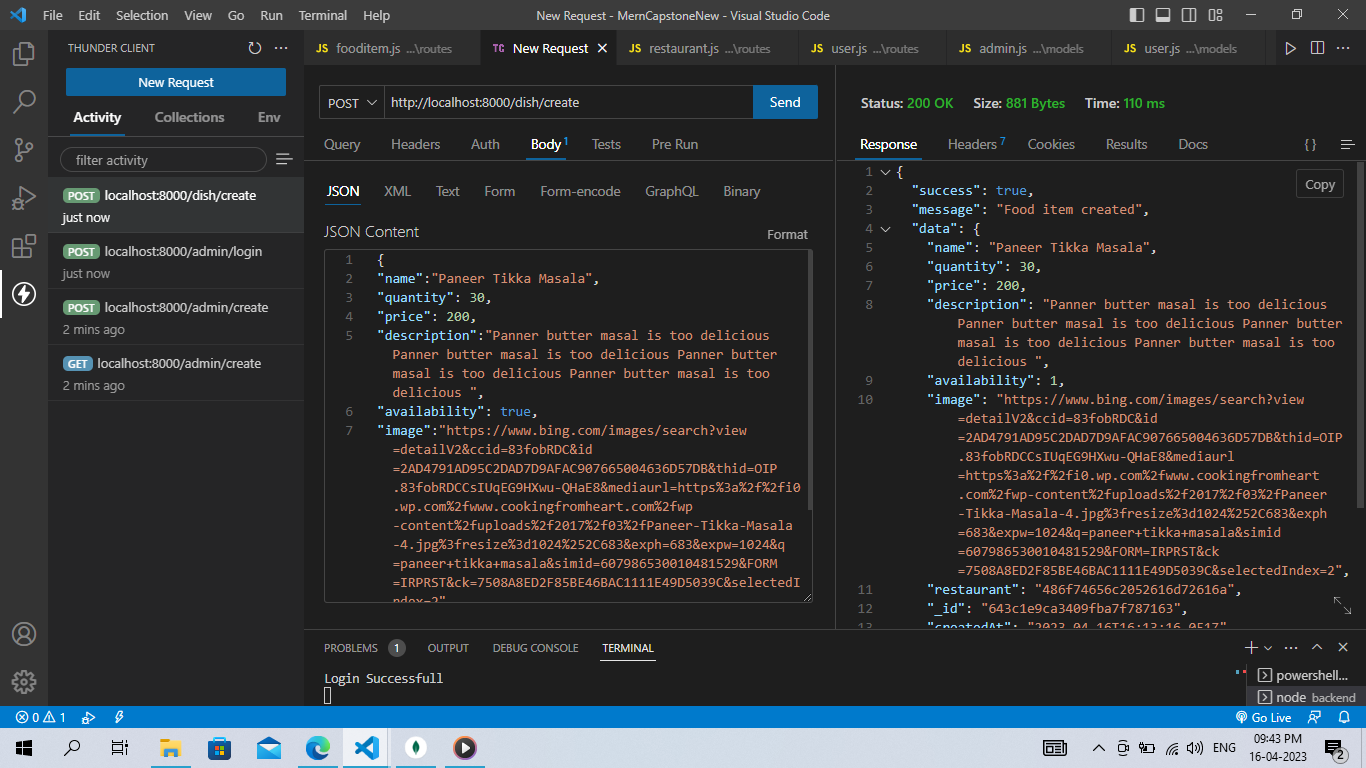 File Edit Selection View Go Run Terminal Help New Request - MernCapstoneNew - Visual Studio Code
THUNDER CLIENT
JS fooditem.js ...\routes TC New Request JS restaurant.js ...\routes JS user.js ...\routes JS admin.js ...\models JS user.js ...\models
New Request
Activity Collections Env
filter activity
POST localhost:8000/dish/create
just now
POST localhost:8000/admin/login
just now
POST localhost:8000/admin/create
2 mins ago
GET localhost:8000/admin/create
2 mins ago
POST http://localhost:8000/dish/create Send
Query Headers Auth Body 1 Tests Pre Run
JSON XML Text Form Form-encode GraphQL Binary
JSON Content Format
1 {
2 "name":"Paneer Tikka Masala",
3 "quantity": 30,
4 "price": 200,
5 "description":"Panner butter masal is too delicious
Panner butter masal is too delicious Panner butter
masal is too delicious Panner butter masal is too
delicious ",
6 "availability": true,
7 "image":"https://www.bing.com/images/search?view
=detailV2&ccid=83fobRDC&id
=2AD4791AD95C2DAD7D9AFAC907665004636D57DB&thid=OIP
.83fobRDCCsIUqEG9HXwu-QHaE8&mediaurl=https%3a%2f%2fi0
.wp.com%2fwww.cookingfromheart.com%2fwp
-content%2fuploads%2f2017%2f03%2fPaneer-Tikka-Masala
-4.jpg%3fresize%3d1024%252C683&exph=683&expw=1024&q
=paneer+tikka+masala&simid=607986530010481529&FORM
=IRPRST&ck=7508A8ED2F85BE46BAC1111E49D5039C&selectedI
ndex=2"
Status: 200 OK Size: 881 Bytes Time: 110 ms
Response Headers 7 Cookies Results Docs { }
Copy
1 {
2 "success": true,
3 "message": "Food item created",
4 "data": {
5 "name": "Paneer Tikka Masala",
6 "quantity": 30,
7 "price": 200,
8 "description": "Panner butter masal is too delicious
Panner butter masal is too delicious Panner butter
masal is too delicious Panner butter masal is too
delicious ",
9 "availability": 1,
10 "image": "https://www.bing.com/images/search?view
=detailV2&ccid=83fobRDC&id
=2AD4791AD95C2DAD7D9AFAC907665004636D57DB&thid=OIP
.83fobRDCCsIUqEG9HXwu-QHaE8&mediaurl
=https%3a%2f%2fi0.wp.com%2fwww.cookingfromheart
.com%2fwp-content%2fuploads%2f2017%2f03%2fPaneer
-Tikka-Masala-4.jpg%3fresize%3d1024%252C683&exph
=683&expw=1024&q=paneer+tikka+masala&simid
=607986530010481529&FORM=IRPRST&ck
=7508A8ED2F85BE46BAC1111E49D5039C&selectedIndex=2",
11 "restaurant": "486f74656c2052616d72616a",
12 "_id": "643c1e9ca3409fba7f787163",
13 "createdAt": "2023-04-16T16:13:16.051Z"
PROBLEMS 1 OUTPUT DEBUG CONSOLE TERMINAL
Login Successfull
powershell...
node backend
0 1 Go Live
ENG 09:43 PM
16-04-2023 2